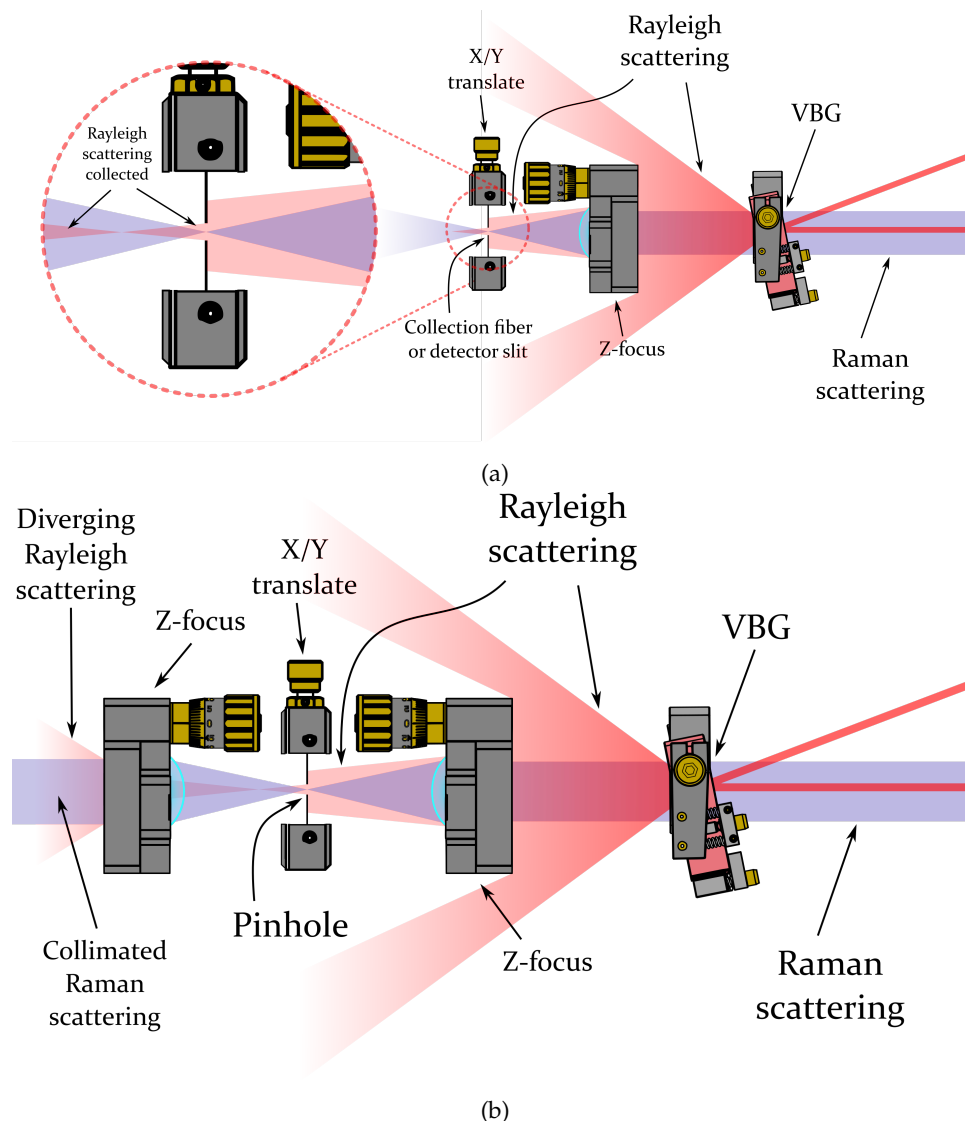 Rayleigh
scattering
X/Y
translate
VBG
Rayleigh
scattering
collected
Collection fiber
or detector slit
Z-focus
Raman
scattering
(a)
Diverging
Rayleigh
scattering
Rayleigh
scattering
X/Y
translate
Z-focus
VBG
Pinhole
Collimated
Raman
scattering
Z-focus
Raman
scattering
(b)